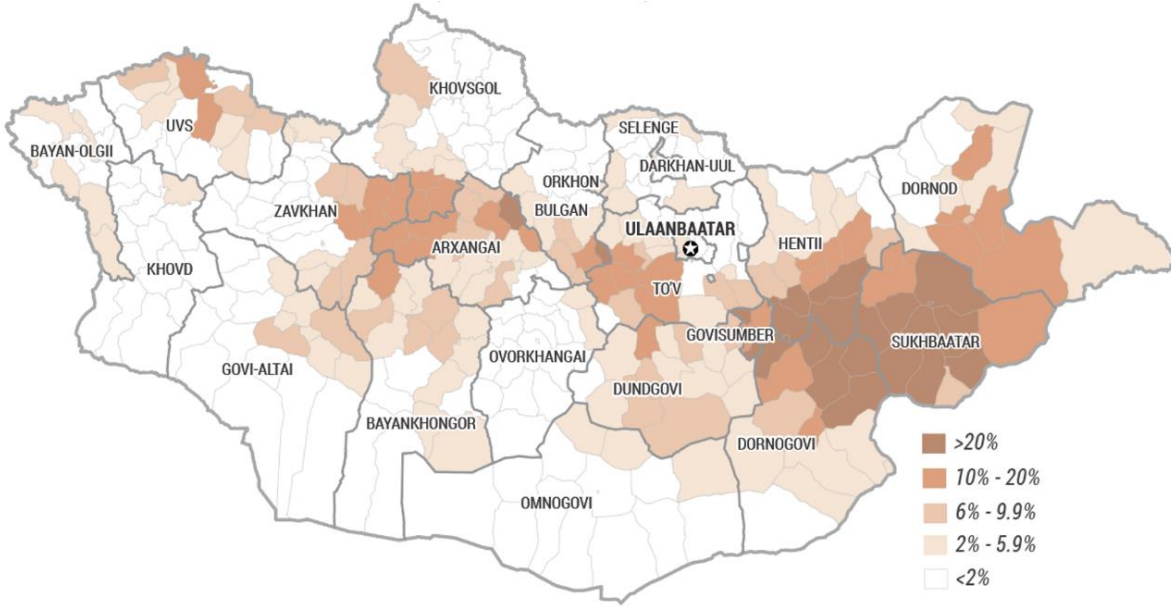 KHOVSGOL
SELENGE
UVS
BAYAN-OLGII
DARKHAN-UUL
ORKHON
DORNOD
ZAVKHAN
BULGAN
ULAANBAATAR
HENTII
ARXANGAI
KHOVD
TO'V
GOVISUMBER
SUKHBAATAR
OVORKHANGAI
GOVI-ALTAI
DUNDGOVI
BAYANKHONGOR
DORNOGOVI
OMNOGOVI
>20%
10% - 20%
6% - 9.9%
2% - 5.9%
<2%